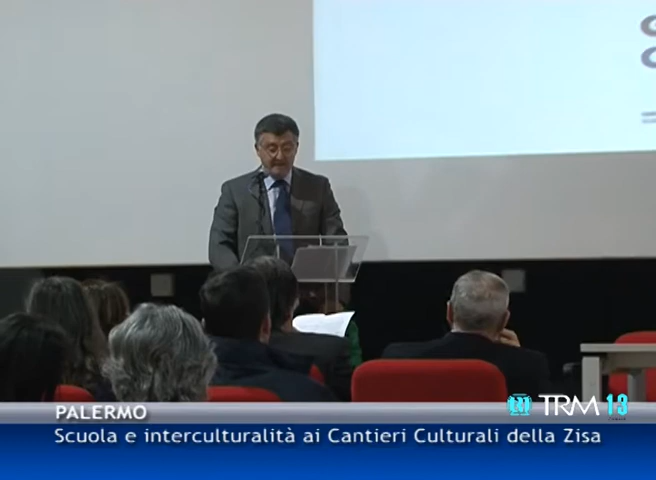 PALERMO
TRM 13
Scuola e interculturalità ai Cantieri Culturali della Zisa